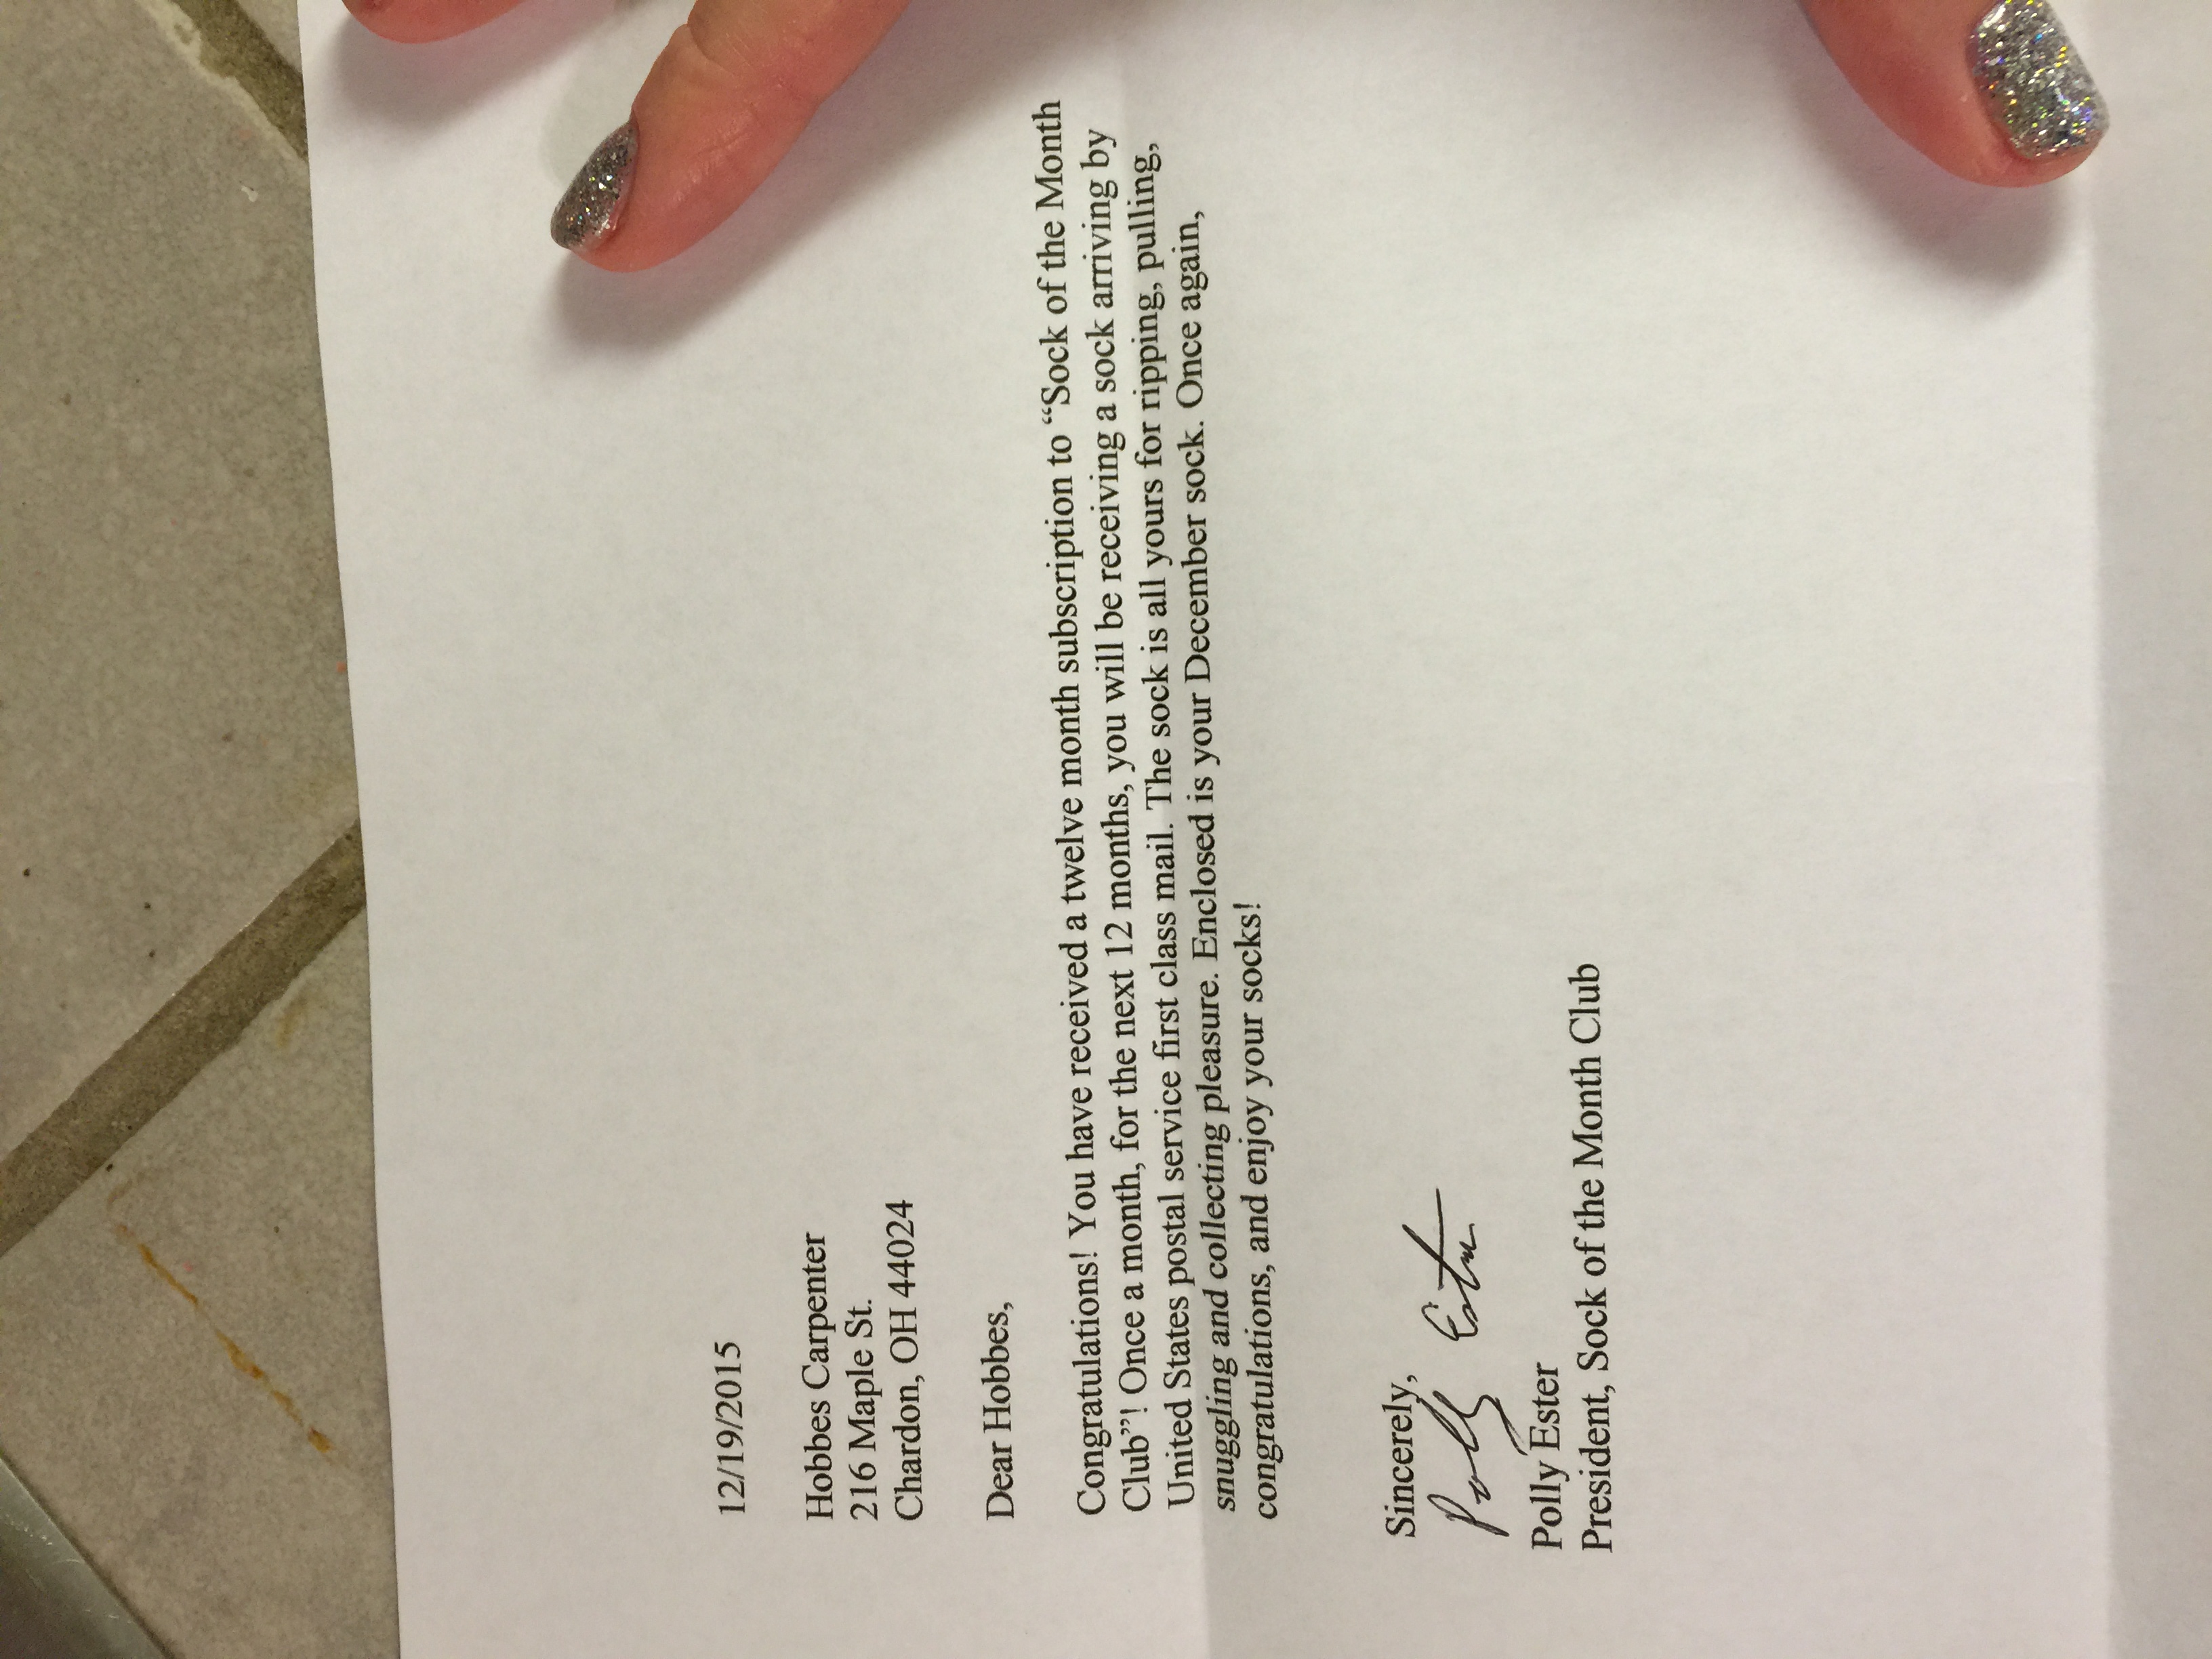 12/19/2015
Hobbes Carpenter
216 Maple St.
Chardon, OH 44024
Dear Hobbes,
Congratulations! You have received a twelve month subscription to “Sock of the Month
Club”! Once a month, for the next 12 months, you will be receiving a sock arriving by
United States postal service first class mail. The sock is all yours for ripping, pulling,
snuggling and collecting pleasure. Enclosed is your December sock. Once again,
congratulations, and enjoy your socks!
Sincerely,
Polly Ester
Polly Ester
President, Sock of the Month Club